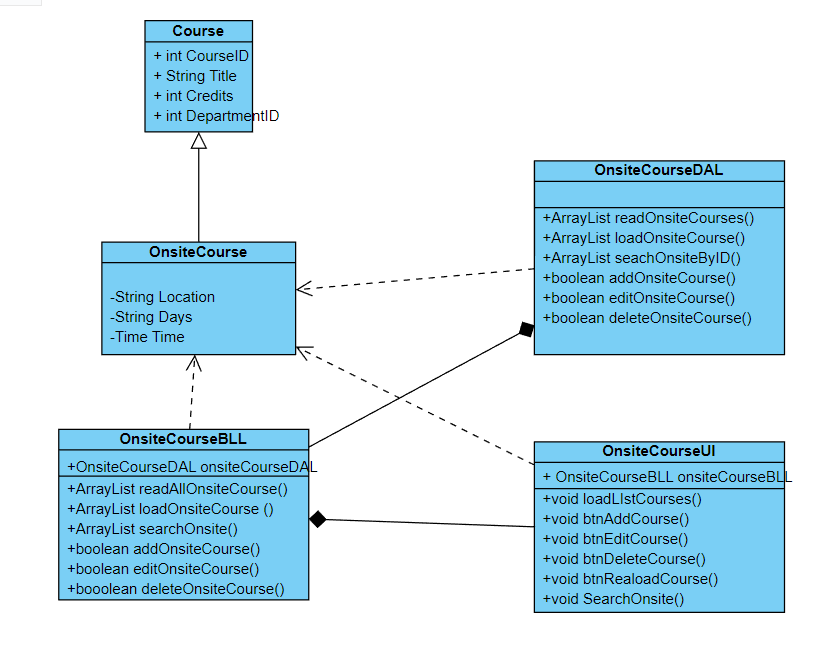 Course
+ int CourseID
+ String Title
+ int Credits
+ int DepartmentID
OnsiteCourseDAL
+ArrayList readOnsiteCourses()
+ArrayList loadOnsiteCourse()
+ArrayList seachOnsiteByID()
+boolean addOnsiteCourse()
+boolean editOnsiteCourse()
+boolean deleteOnsiteCourse()
OnsiteCourse
-String Location
-String Days
-Time Time
OnsiteCourseBLL
+OnsiteCourseDAL onsiteCourseDAL
+ArrayList readAllOnsiteCourse()
+ArrayList loadOnsiteCourse ()
+ArrayList searchOnsite()
+boolean addOnsiteCourse()
+boolean editOnsiteCourse()
+booolean deleteOnsiteCourse()
OnsiteCourseUI
+ OnsiteCourseBLL onsiteCourseBLL
+void loadLIstCourses()
+void btnAddCourse()
+void btnEditCourse()
+void btnDeleteCourse()
+void btnRealoadCourse()
+void SearchOnsite()